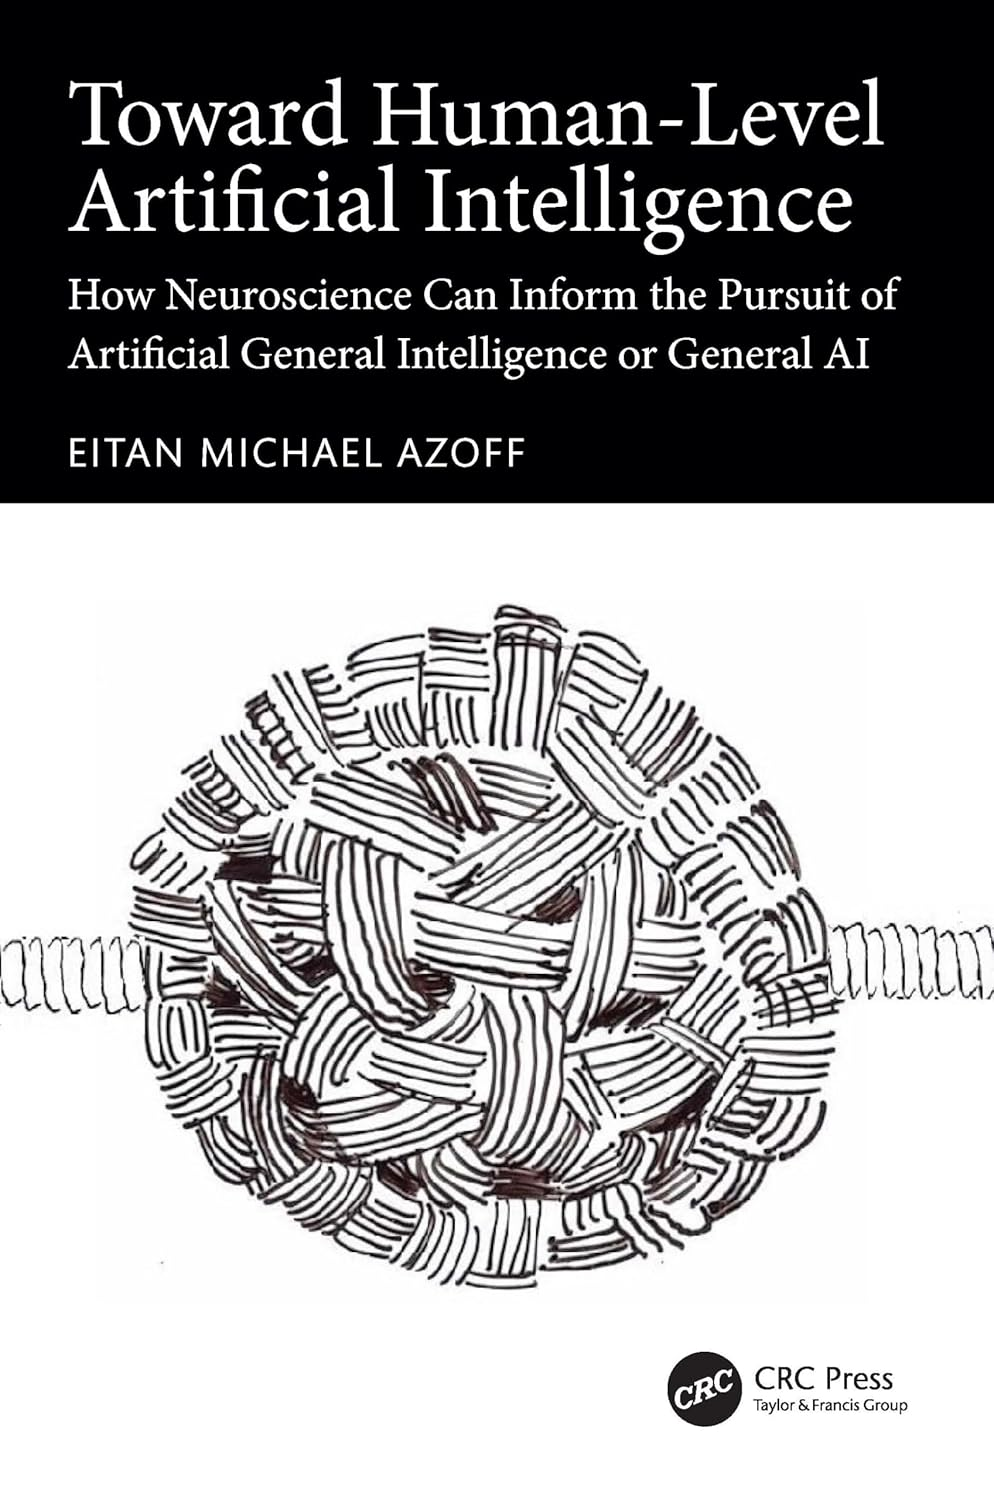 Toward Human-Level
Artificial Intelligence
How Neuroscience Can Inform the Pursuit of
Artificial General Intelligence or General AI
EITAN MICHAEL AZOFF
CRC
CRC Press
Taylor & Francis Group